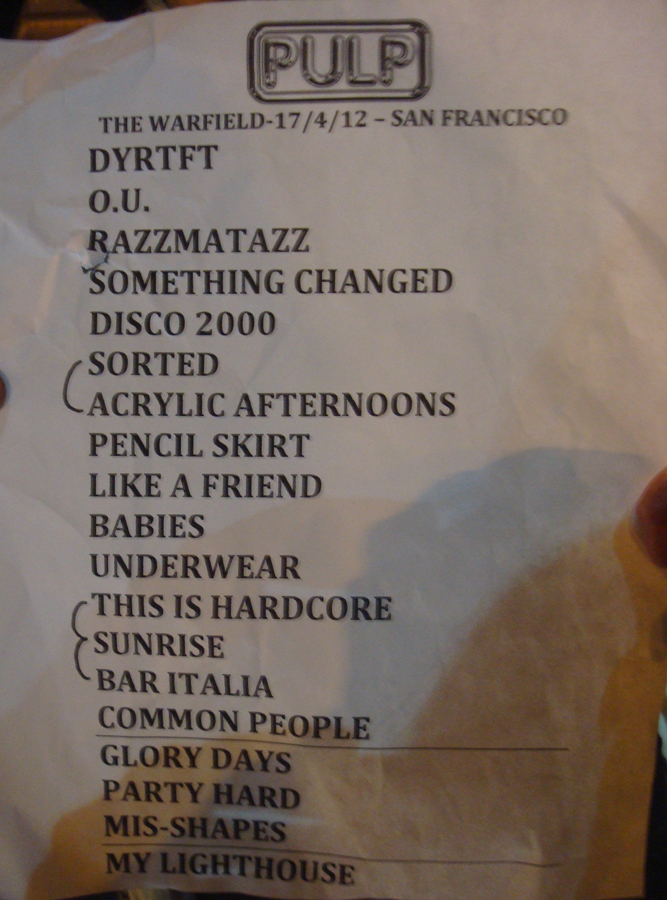 PULP
THE WARFIELD-17/4/12 – SAN FRANCISCO
DYRTFT
O.U.
RAZZMATAZZ
SOMETHING CHANGED
DISCO 2000
SORTED
ACRYLIC AFTERNOONS
PENCIL SKIRT
LIKE A FRIEND
BABIES
UNDERWEAR
THIS IS HARDCORE
SUNRISE
BAR ITALIA
COMMON PEOPLE
GLORY DAYS
PARTY HARD
MIS-SHAPES
MY LIGHTHOUSE